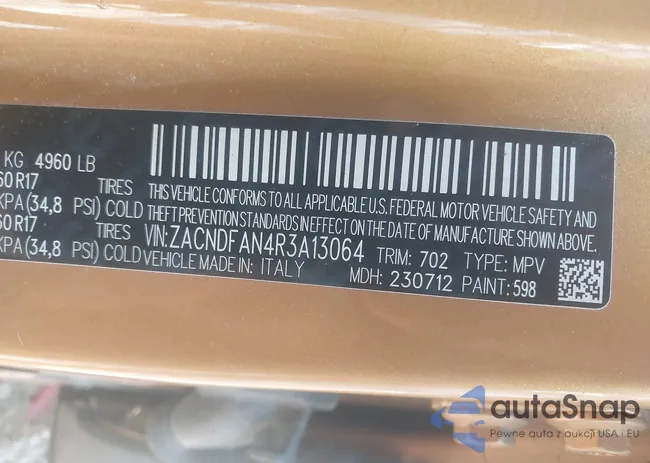 KG 4960 LB
60 R17 TIRES THIS VEHICLE CONFORMS TO ALL APPLICABLE U.S. FEDERAL MOTOR VEHICLE SAFETY AND
KPA(34,8 PSI) COLD THEFT PREVENTION STANDARDS IN EFFECT ON THE DATE OF MANUFACTURE SHOWN ABOVE.
60 R17 TIRES VIN:ZACNDFAN4R3A13064 TRIM: 702 TYPE: MPV
KPA(34,8 PSI) COLD VEHICLE MADE IN: ITALY MDH: 230712 PAINT: 598
autaSnap
Pewne auta z aukcji USA i EU